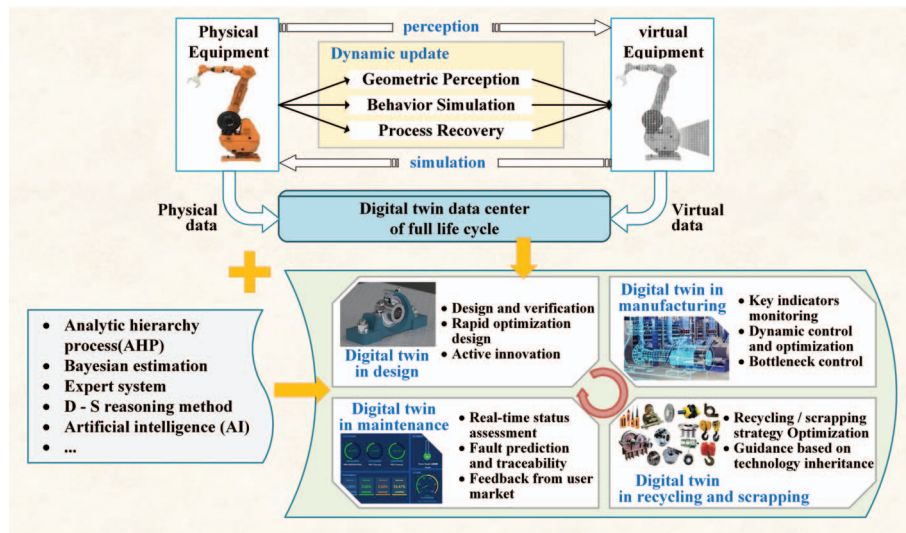 Physical
Equipment
perception
virtual
Equipment
Dynamic update
Geometric Perception
Behavior Simulation
Process Recovery
simulation
Physical
data
Digital twin data center
of full life cycle
Virtual
data
• Analytic hierarchy
process(AHP)
• Bayesian estimation
• Expert system
• D - S reasoning method
• Artificial intelligence (AI)
• ...
Digital twin
in design
• Design and verification
• Rapid optimization
design
• Active innovation
Digital twin in
manufacturing
• Key indicators
monitoring
• Dynamic control
and optimization
• Bottleneck control
Digital twin
in maintenance
• Real-time status
assessment
• Fault prediction
and traceability
• Feedback from user
market
• Recycling / scrapping
strategy Optimization
• Guidance based on
technology inheritance
Digital twin
in recycling and scrapping